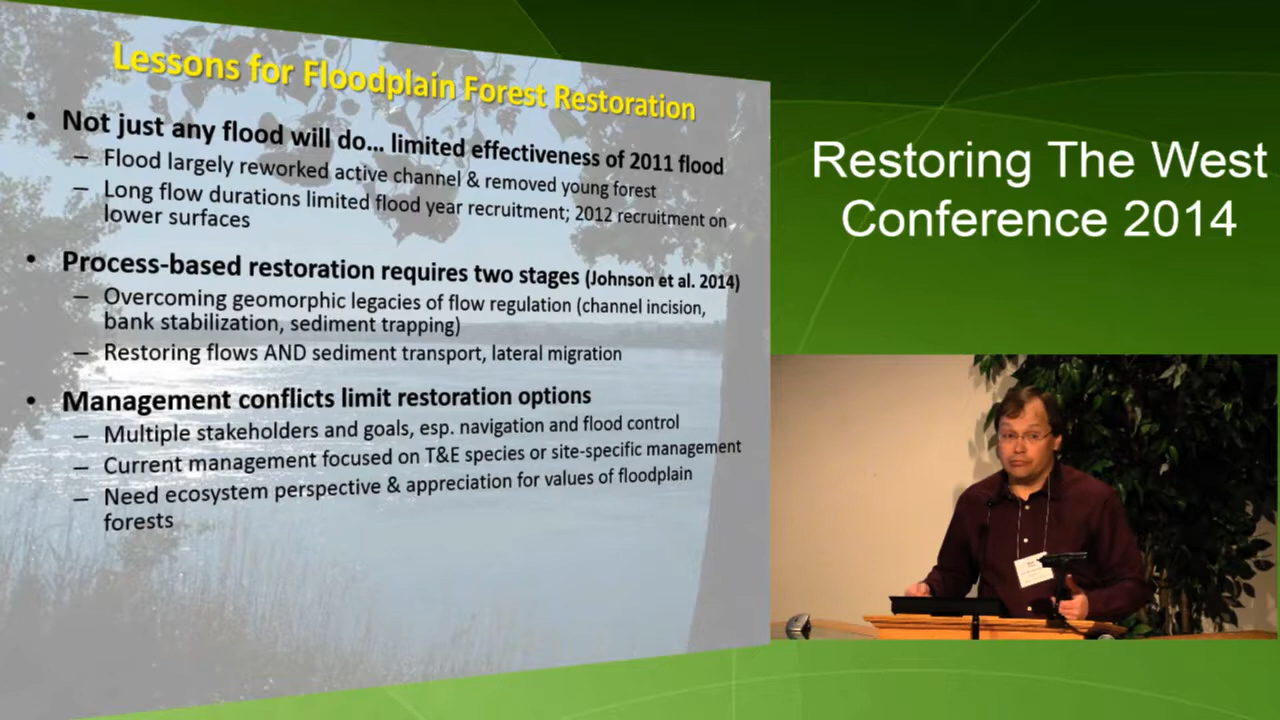 Lessons for Floodplain Forest Restoration
• Not just any flood will do... limited effectiveness of 2011 flood
– Flood largely reworked active channel & removed young forest
– Long flow durations limited flood year recruitment; 2012 recruitment on
lower surfaces
• Process-based restoration requires two stages (Johnson et al. 2014)
– Overcoming geomorphic legacies of flow regulation (channel incision,
bank stabilization, sediment trapping)
– Restoring flows AND sediment transport, lateral migration
• Management conflicts limit restoration options
– Multiple stakeholders and goals, esp. navigation and flood control
– Current management focused on T&E species or site-specific management
– Need ecosystem perspective & appreciation for values of floodplain
forests
Restoring The West
Conference 2014